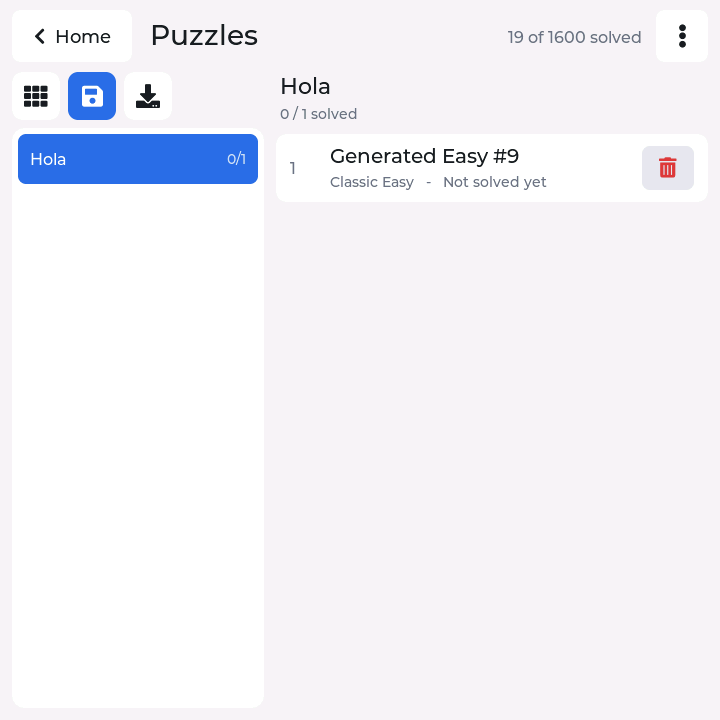 Home
Puzzles
19 of 1600 solved
Hola
0/1
Hola
0 / 1 solved
1
Generated Easy #9
Classic Easy - Not solved yet